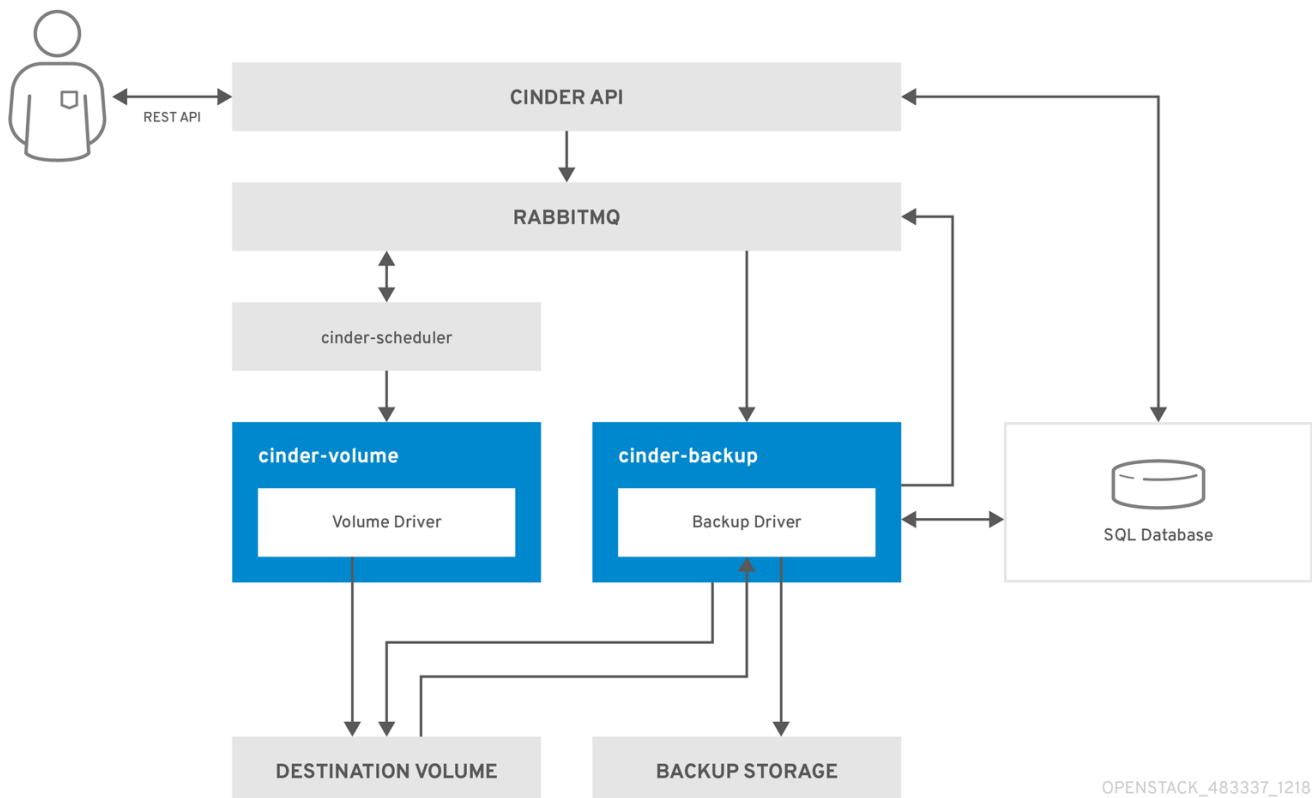 CINDER API
REST API
RABBITMQ
cinder-scheduler
cinder-volume
cinder-backup
Volume Driver
Backup Driver
SQL Database
DESTINATION VOLUME
BACKUP STORAGE
OPENSTACK_483337_1218